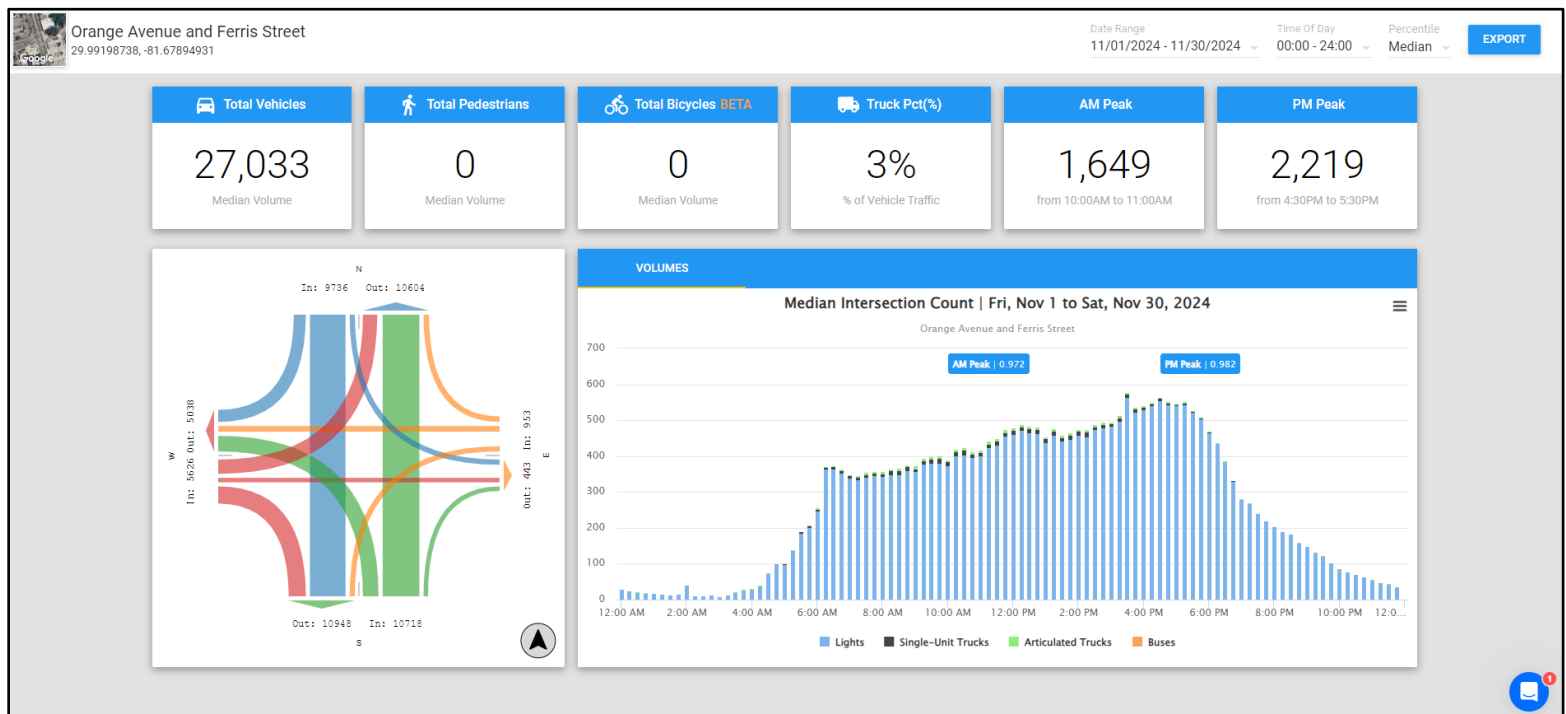 Google
Orange Avenue and Ferris Street
29.99198738, -81.67894931
Date Range
11/01/2024 - 11/30/2024
Time Of Day
00:00 - 24:00
Percentile
Median
EXPORT
Total Vehicles
27,033
Median Volume
Total Pedestrians
0
Median Volume
Total Bicycles BETA
0
Median Volume
Truck Pct(%)
3%
% of Vehicle Traffic
AM Peak
1,649
from 10:00AM to 11:00AM
PM Peak
2,219
from 4:30PM to 5:30PM
N
In: 9736 Out: 10604
W
In: 5626 Out: 5038
Out: 443 In: 953
E
Out: 10948 In: 10718
S
VOLUMES
Median Intersection Count | Fri, Nov 1 to Sat, Nov 30, 2024
Orange Avenue and Ferris Street
AM Peak | 0.972
PM Peak | 0.982
700
600
500
400
300
200
100
0
12:00 AM 2:00 AM 4:00 AM 6:00 AM 8:00 AM 10:00 AM 12:00 PM 2:00 PM 4:00 PM 6:00 PM 8:00 PM 10:00 PM 12:0...
Lights Single-Unit Trucks Articulated Trucks Buses
1